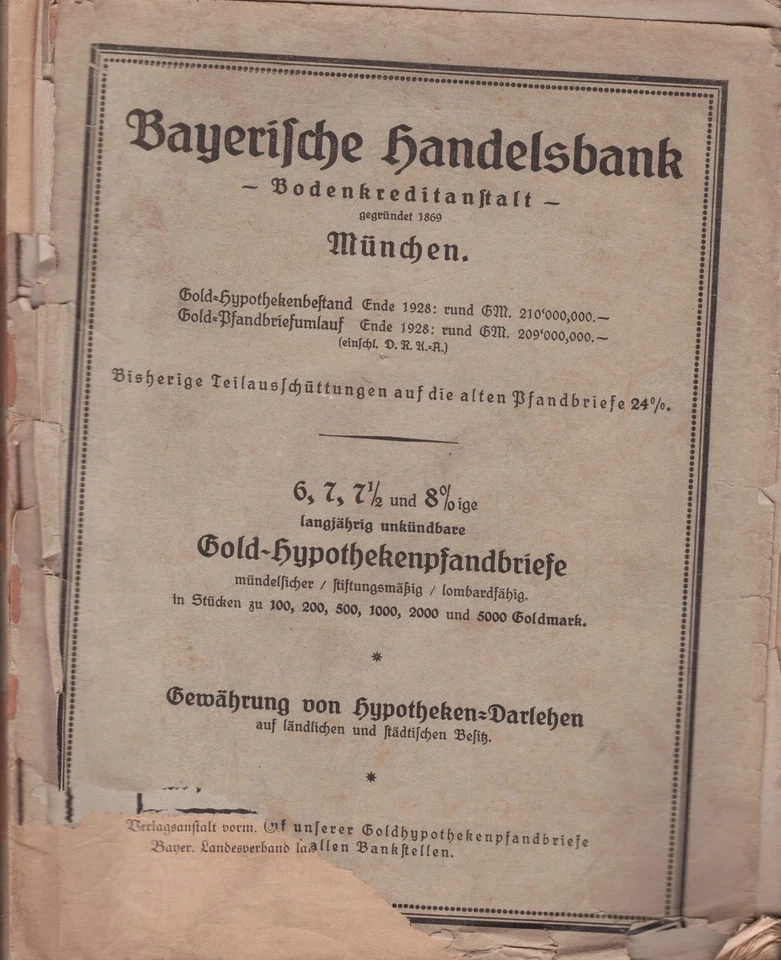 Bayerische Handelsbank
— Bodenkreditanstalt —
gegründet 1869
München.
Gold=Hypothekenbestand Ende 1928: rund GM. 210'000,000.—
Gold=Pfandbriefumlauf Ende 1928: rund GM. 209'000,000.—
(einschl. D. R. U.=A.)
Bisherige Teilausschüttungen auf die alten Pfandbriefe 24%.
6, 7, 7½ und 8%ige
langjährig unkündbare
Gold-Hypothekenpfandbriefe
mündelsicher / stiftungsmäßig / lombardfähig.
in Stücken zu 100, 200, 500, 1000, 2000 und 5000 Goldmark.
Gewährung von Hypotheken=Darlehen
auf ländlichen und städtischen Besitz.
Verlagsanstalt vorm. unserer Goldhypothekenpfandbriefe
Bayer. Landesverband allen Bankstellen.